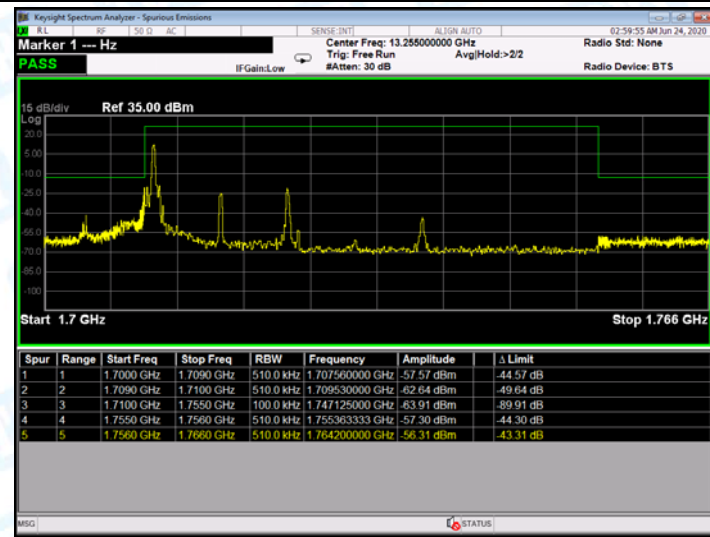 Keysight Spectrum Analyzer - Spurious Emissions
RL RF 50 Ω AC SENSE:INT ALIGN AUTO 02:59:55 AM Jun 24, 2020
Marker 1 --- Hz Center Freq: 13.255000000 GHz Radio Std: None
Trig: Free Run Avg|Hold:>2/2
PASS IFGain:Low #Atten: 30 dB Radio Device: BTS
15 dB/div Ref 35.00 dBm
Log
20.0
5.00
-10.0
-25.0
-40.0
-55.0
-70.0
-85.0
-100
Start 1.7 GHz Stop 1.766 GHz
Spur Range Start Freq Stop Freq RBW Frequency Amplitude Δ Limit
1 1 1.7000 GHz 1.7090 GHz 510.0 kHz 1.707560000 GHz -57.57 dBm -44.57 dB
2 2 1.7090 GHz 1.7100 GHz 510.0 kHz 1.709530000 GHz -62.64 dBm -49.64 dB
3 3 1.7100 GHz 1.7550 GHz 100.0 kHz 1.747125000 GHz -63.91 dBm -89.91 dB
4 4 1.7550 GHz 1.7560 GHz 510.0 kHz 1.755363333 GHz -57.30 dBm -44.30 dB
5 5 1.7560 GHz 1.7660 GHz 510.0 kHz 1.764200000 GHz -56.31 dBm -43.31 dB
MSG STATUS